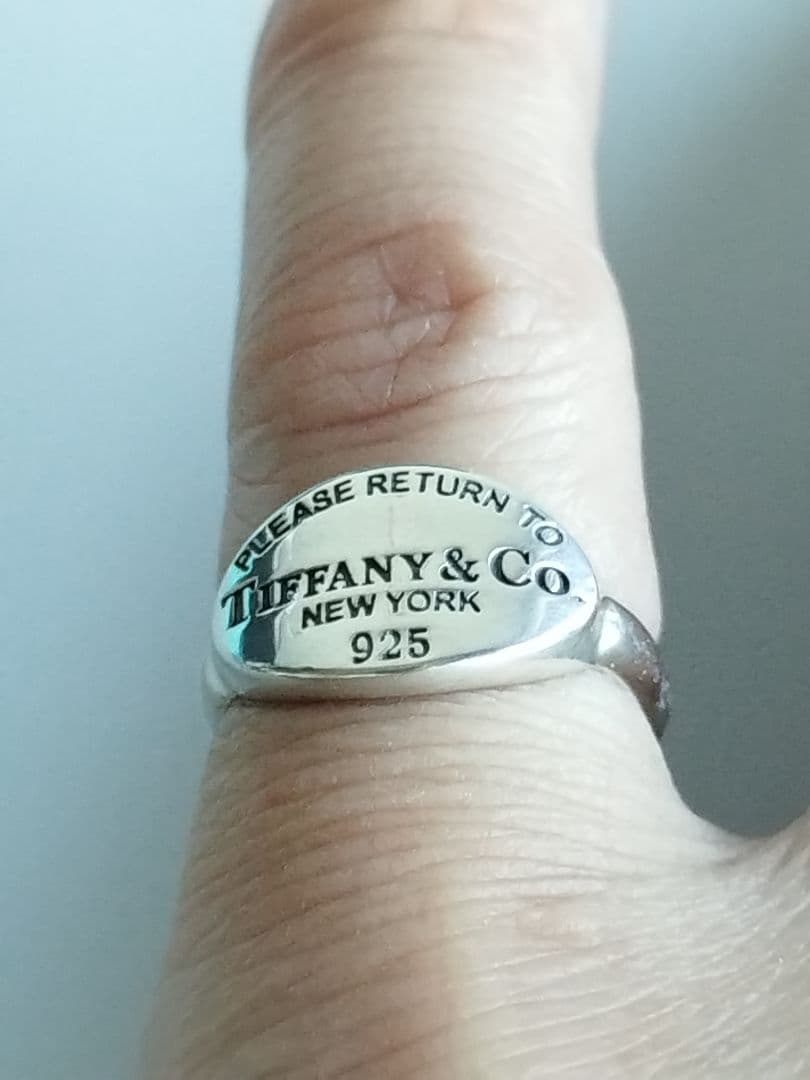 PLEASE RETURN TO
TIFFANY & CO.
NEW YORK
925